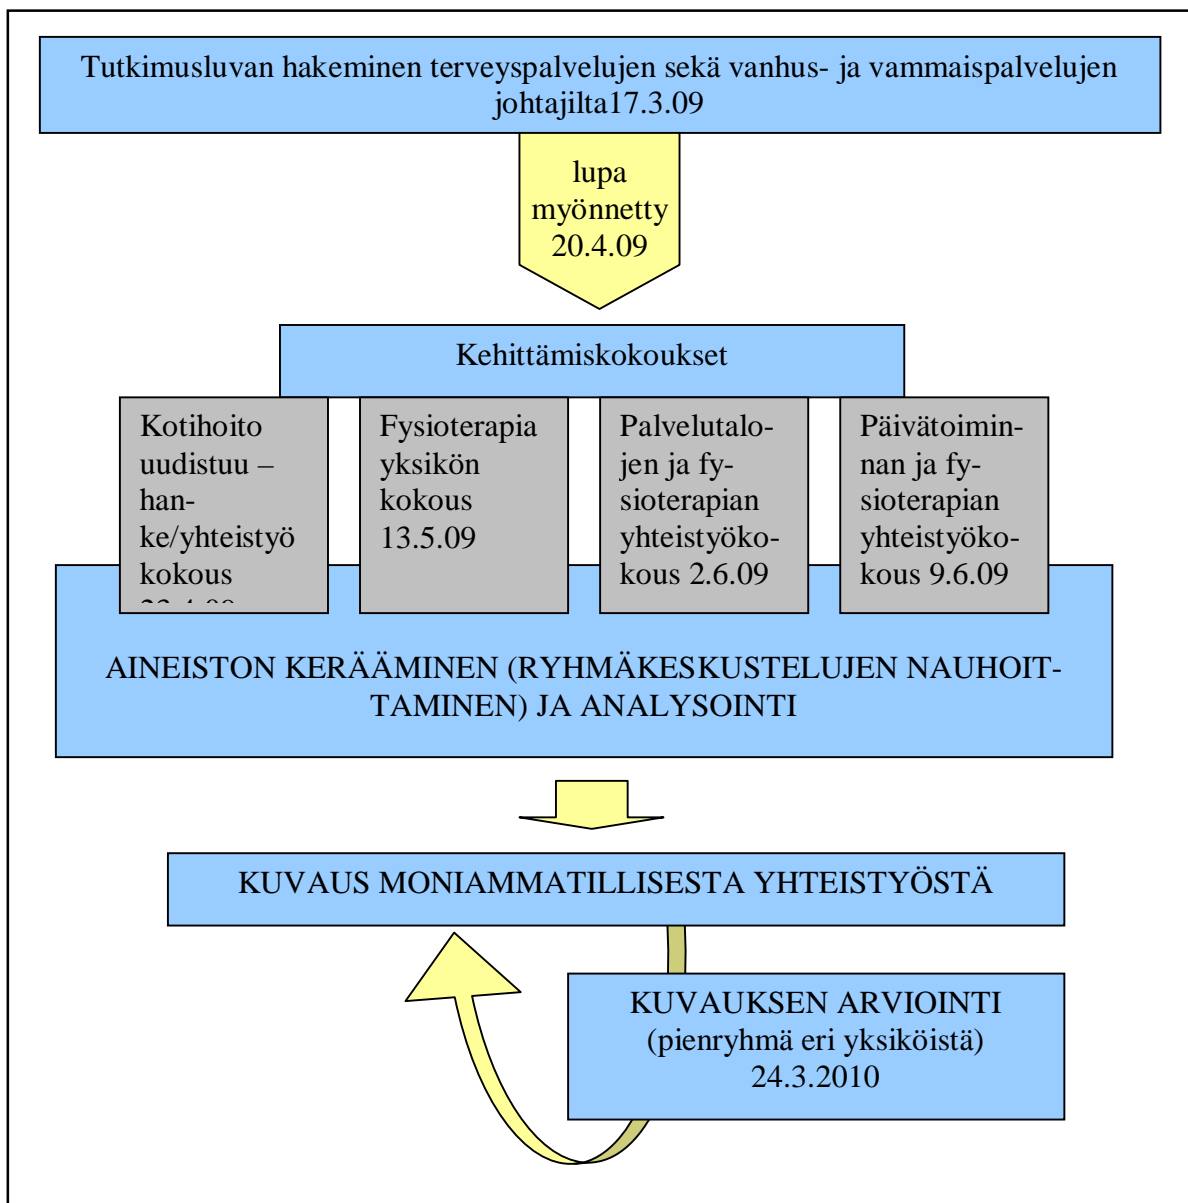 Tutkimusluvan hakeminen terveyspalvelujen sekä vanhus- ja vammaispalvelujen
johtajilta17.3.09
lupa
myönnetty
20.4.09
Kehittämiskokoukset
Kotihoito
uudistuu –
han-
ke/yhteistyö
kokous
Fysioterapia
yksikön
kokous
13.5.09
Palvelutalo-
jen ja fy-
sioterapian
yhteistyöko-
kous 2.6.09
Päivätoimin-
nan ja fy-
sioterapian
yhteistyöko-
kous 9.6.09
AINEISTON KERÄÄMINEN (RYHMÄKESKUSTELUJEN NAUHOIT-
TAMINEN) JA ANALYSOINTI
KUVAUS MONIAMMATILLISESTA YHTEISTYÖSTÄ
KUVAUKSEN ARVIOINTI
(pienryhmä eri yksiköistä)
24.3.2010